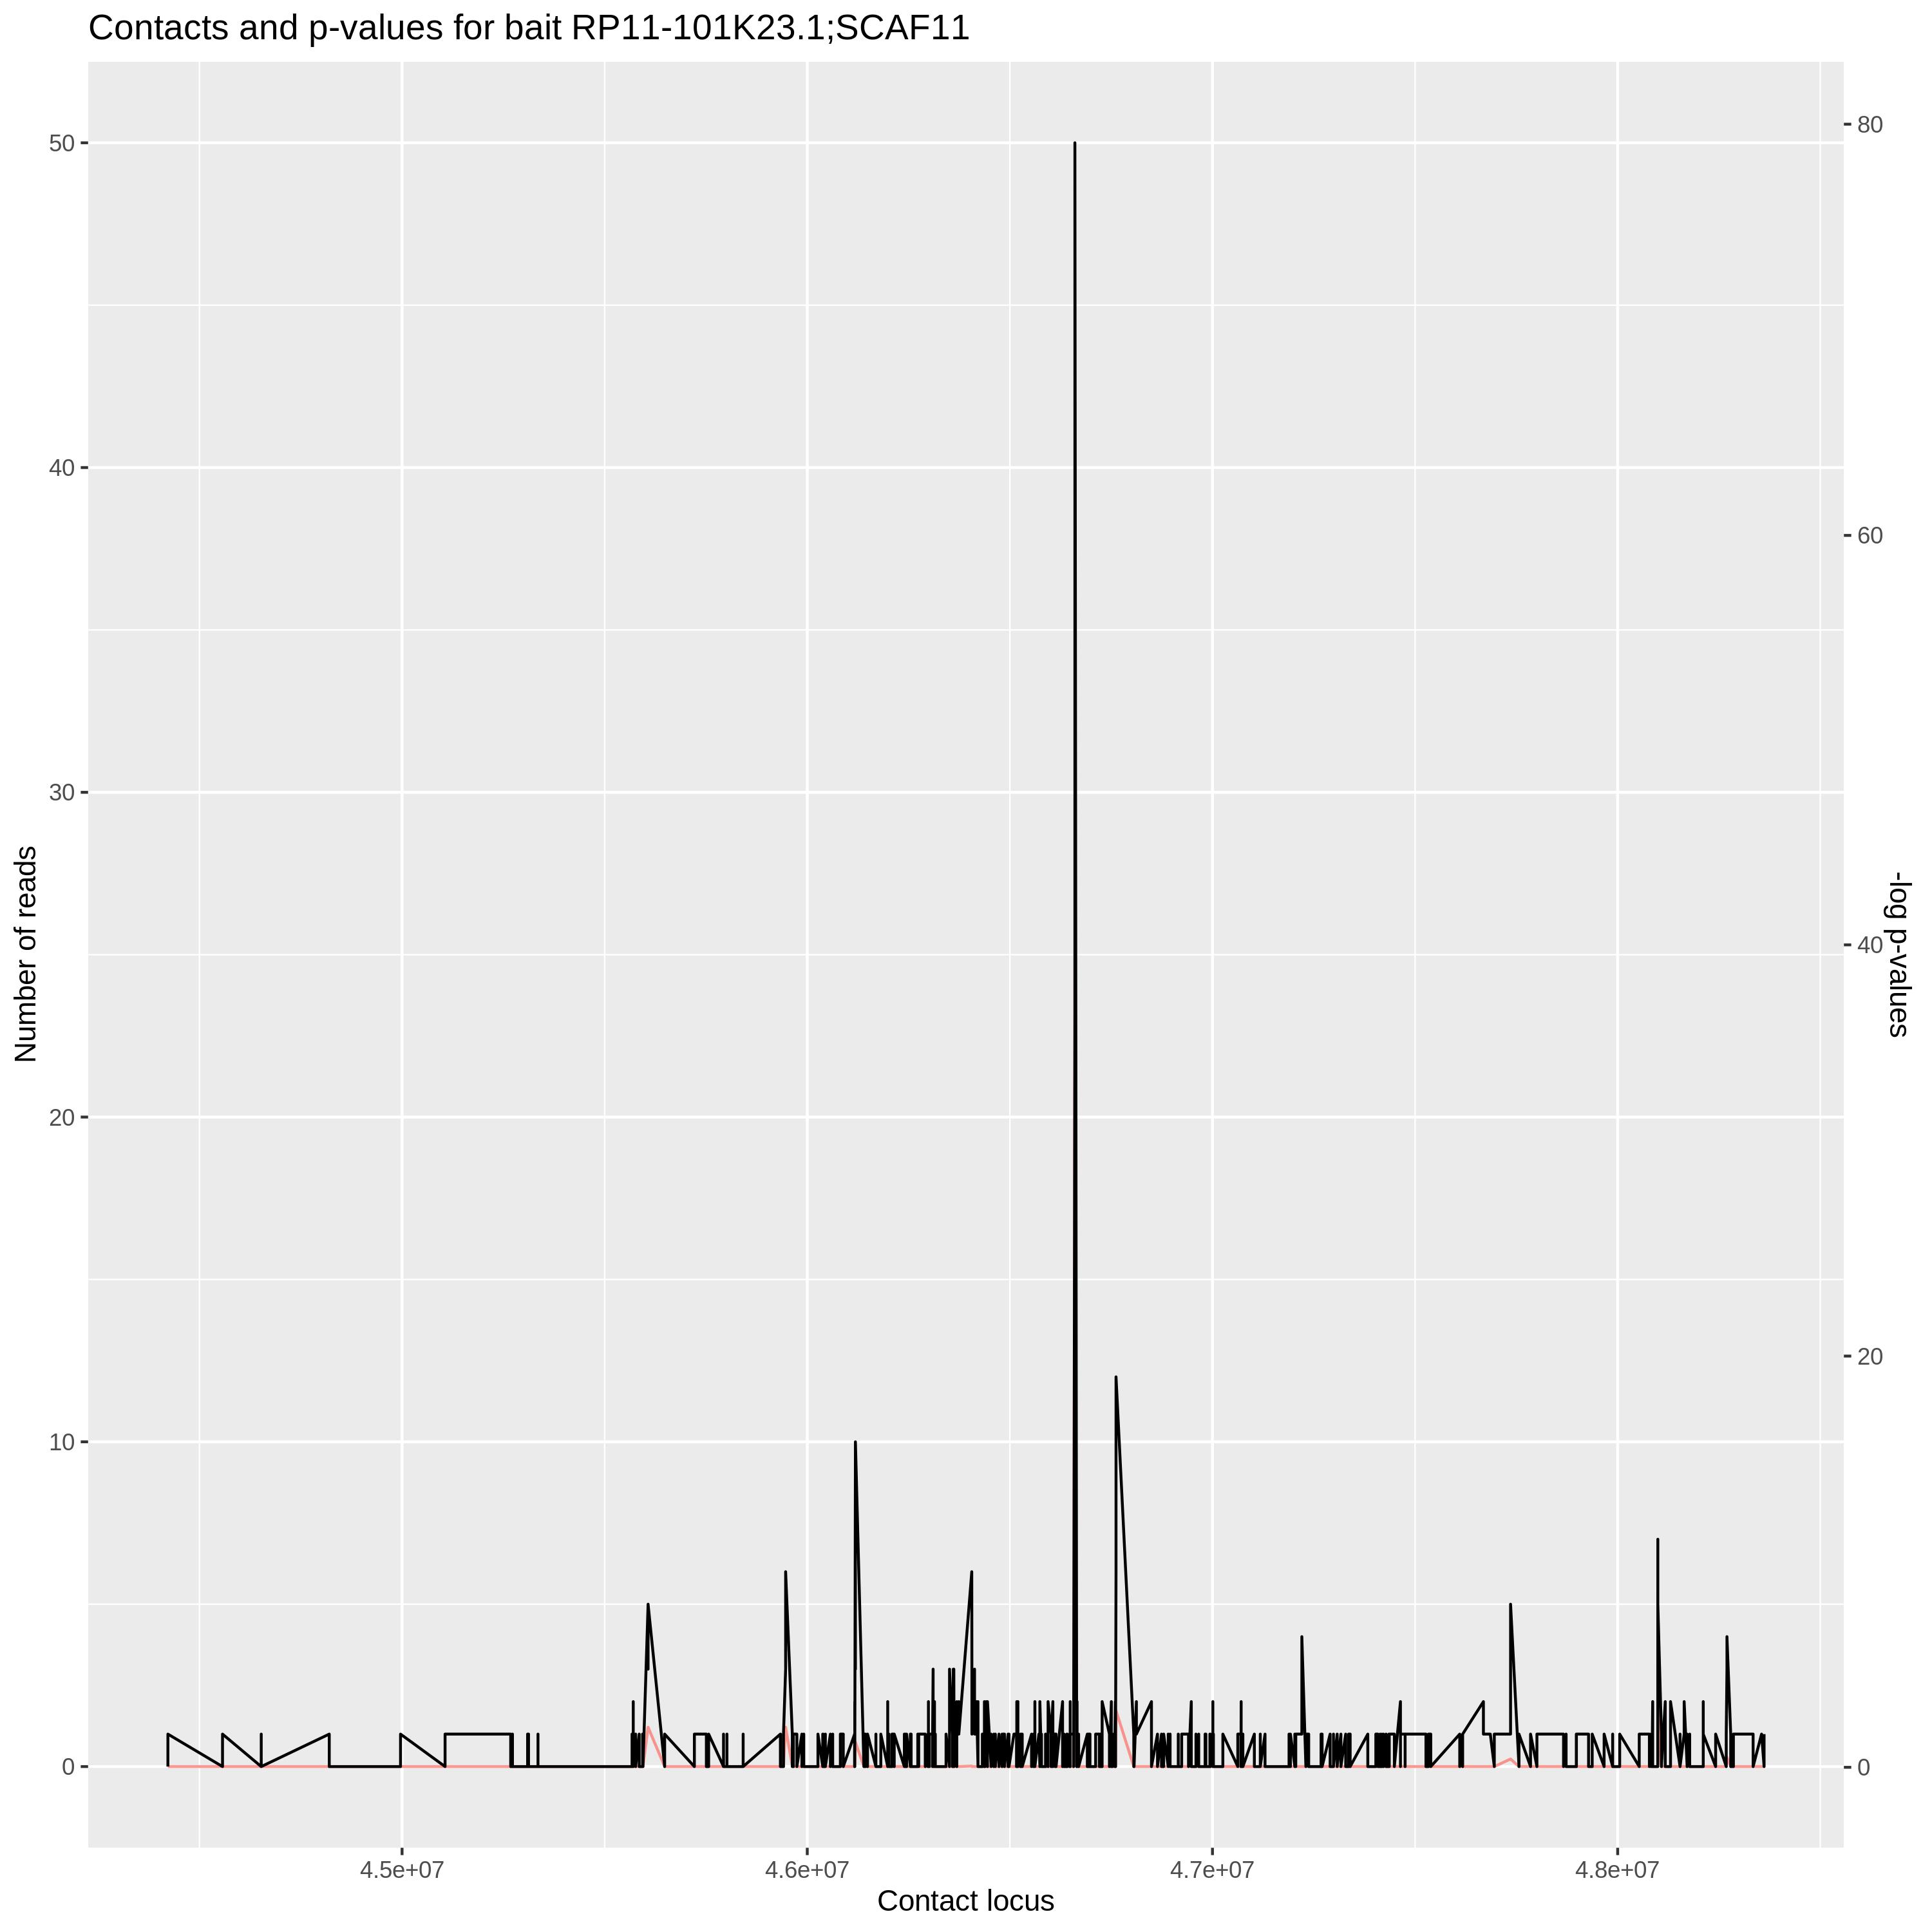 Contacts and p-values for bait RP11-101K23.1;SCAF11
50
40
30
20
10
0
Number of reads
80
60
40
20
0
-log p-values
4.5e+07
4.6e+07
4.7e+07
4.8e+07
Contact locus